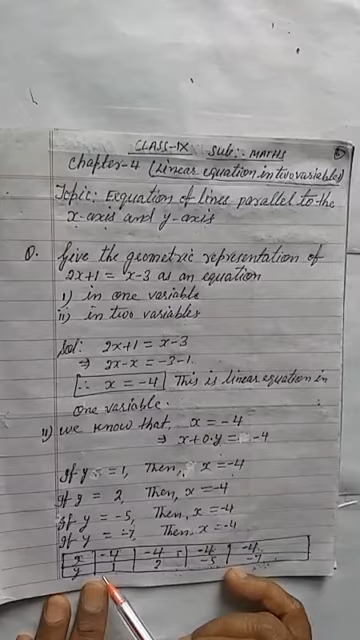 CLASS-IX Sub:- MATHS
Chapter-4 (Linear equation in two variables)
Topic: Eequation of lines parallel to the
x-axis and y-axis
Q. Give the geometric representation of
2x+1 = x-3 as an equation
i) in one variable
ii) in two variables
Sol: 2x+1 = x-3
⇒ 2x-x = -3-1
∴ x = -4 This is linear equation in
one variable.
ii) we know that, x = -4
⇒ x+0.y = -4
If y = 1, Then, x = -4
If y = 2, Then, x = -4
If y = -5, Then, x = -4
If y = -7, Then, x = -4
x | -4 | -4 | -4 | -4
y | 1 | 2 | -5 | -7